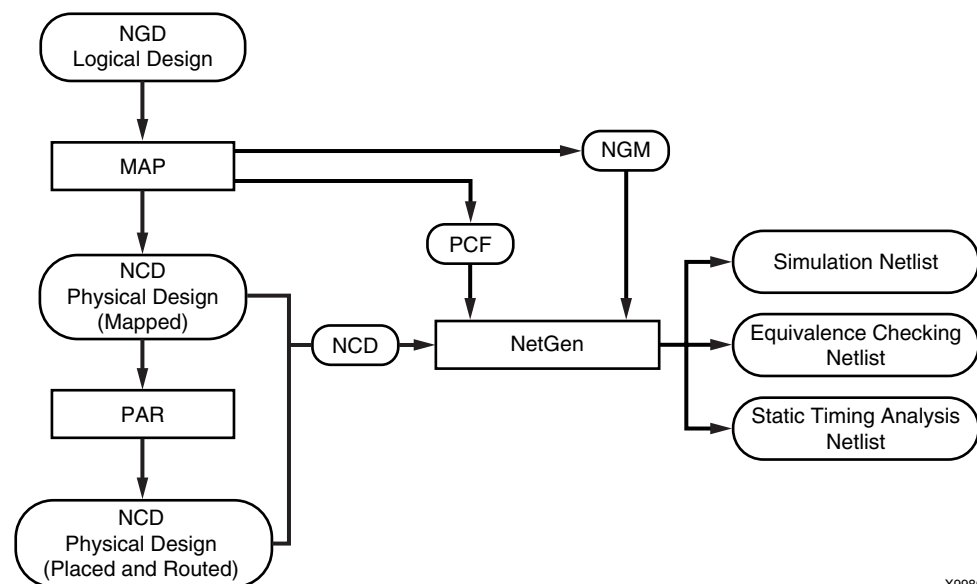 NGD
Logical Design
MAP
NGM
PCF
NCD
Physical Design
(Mapped)
Simulation Netlist
NCD
NetGen
Equivalence Checking
Netlist
PAR
Static Timing Analysis
Netlist
NCD
Physical Design
(Placed and Routed)